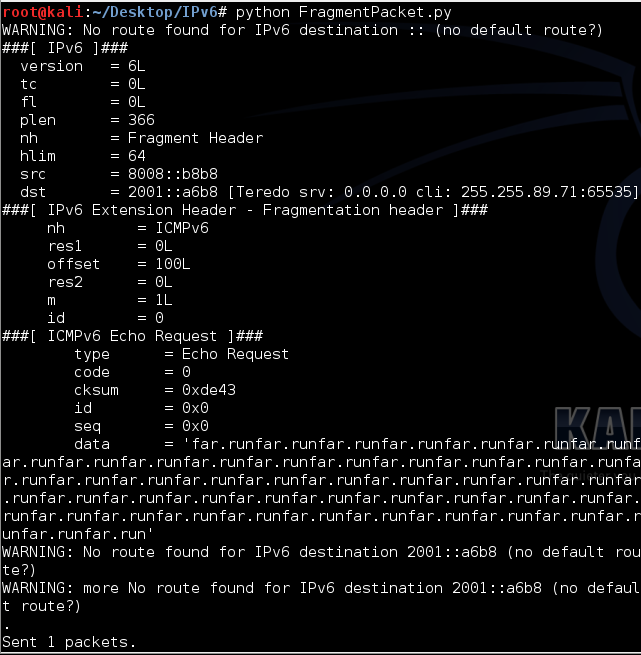 root@kali:~/Desktop/IPv6# python FragmentPacket.py
WARNING: No route found for IPv6 destination :: (no default route?)
###[ IPv6 ]###
  version   = 6L
  tc        = 0L
  fl        = 0L
  plen      = 366
  nh        = Fragment Header
  hlim      = 64
  src       = 8008::b8b8
  dst       = 2001::a6b8 [Teredo srv: 0.0.0.0 cli: 255.255.89.71:65535]
###[ IPv6 Extension Header - Fragmentation header ]###
     nh        = ICMPv6
     res1      = 0L
     offset    = 100L
     res2      = 0L
     m         = 1L
     id        = 0
###[ ICMPv6 Echo Request ]###
        type      = Echo Request
        code      = 0
        cksum     = 0xde43
        id        = 0x0
        seq       = 0x0
        data      = 'far.runfar.runfar.runfar.runfar.runfar.runfar.runf
ar.runfar.runfar.runfar.runfar.runfar.runfar.runfar.runfar.runfar.runfa
r.runfar.runfar.runfar.runfar.runfar.runfar.runfar.runfar.runfar.runfar
.runfar.runfar.runfar.runfar.runfar.runfar.runfar.runfar.runfar.runfar.
runfar.runfar.runfar.runfar.runfar.runfar.runfar.runfar.runfar.runfar.r
unfar.runfar.run'
WARNING: No route found for IPv6 destination 2001::a6b8 (no default rou
te?)
WARNING: more No route found for IPv6 destination 2001::a6b8 (no defaul
t route?)
.
Sent 1 packets.